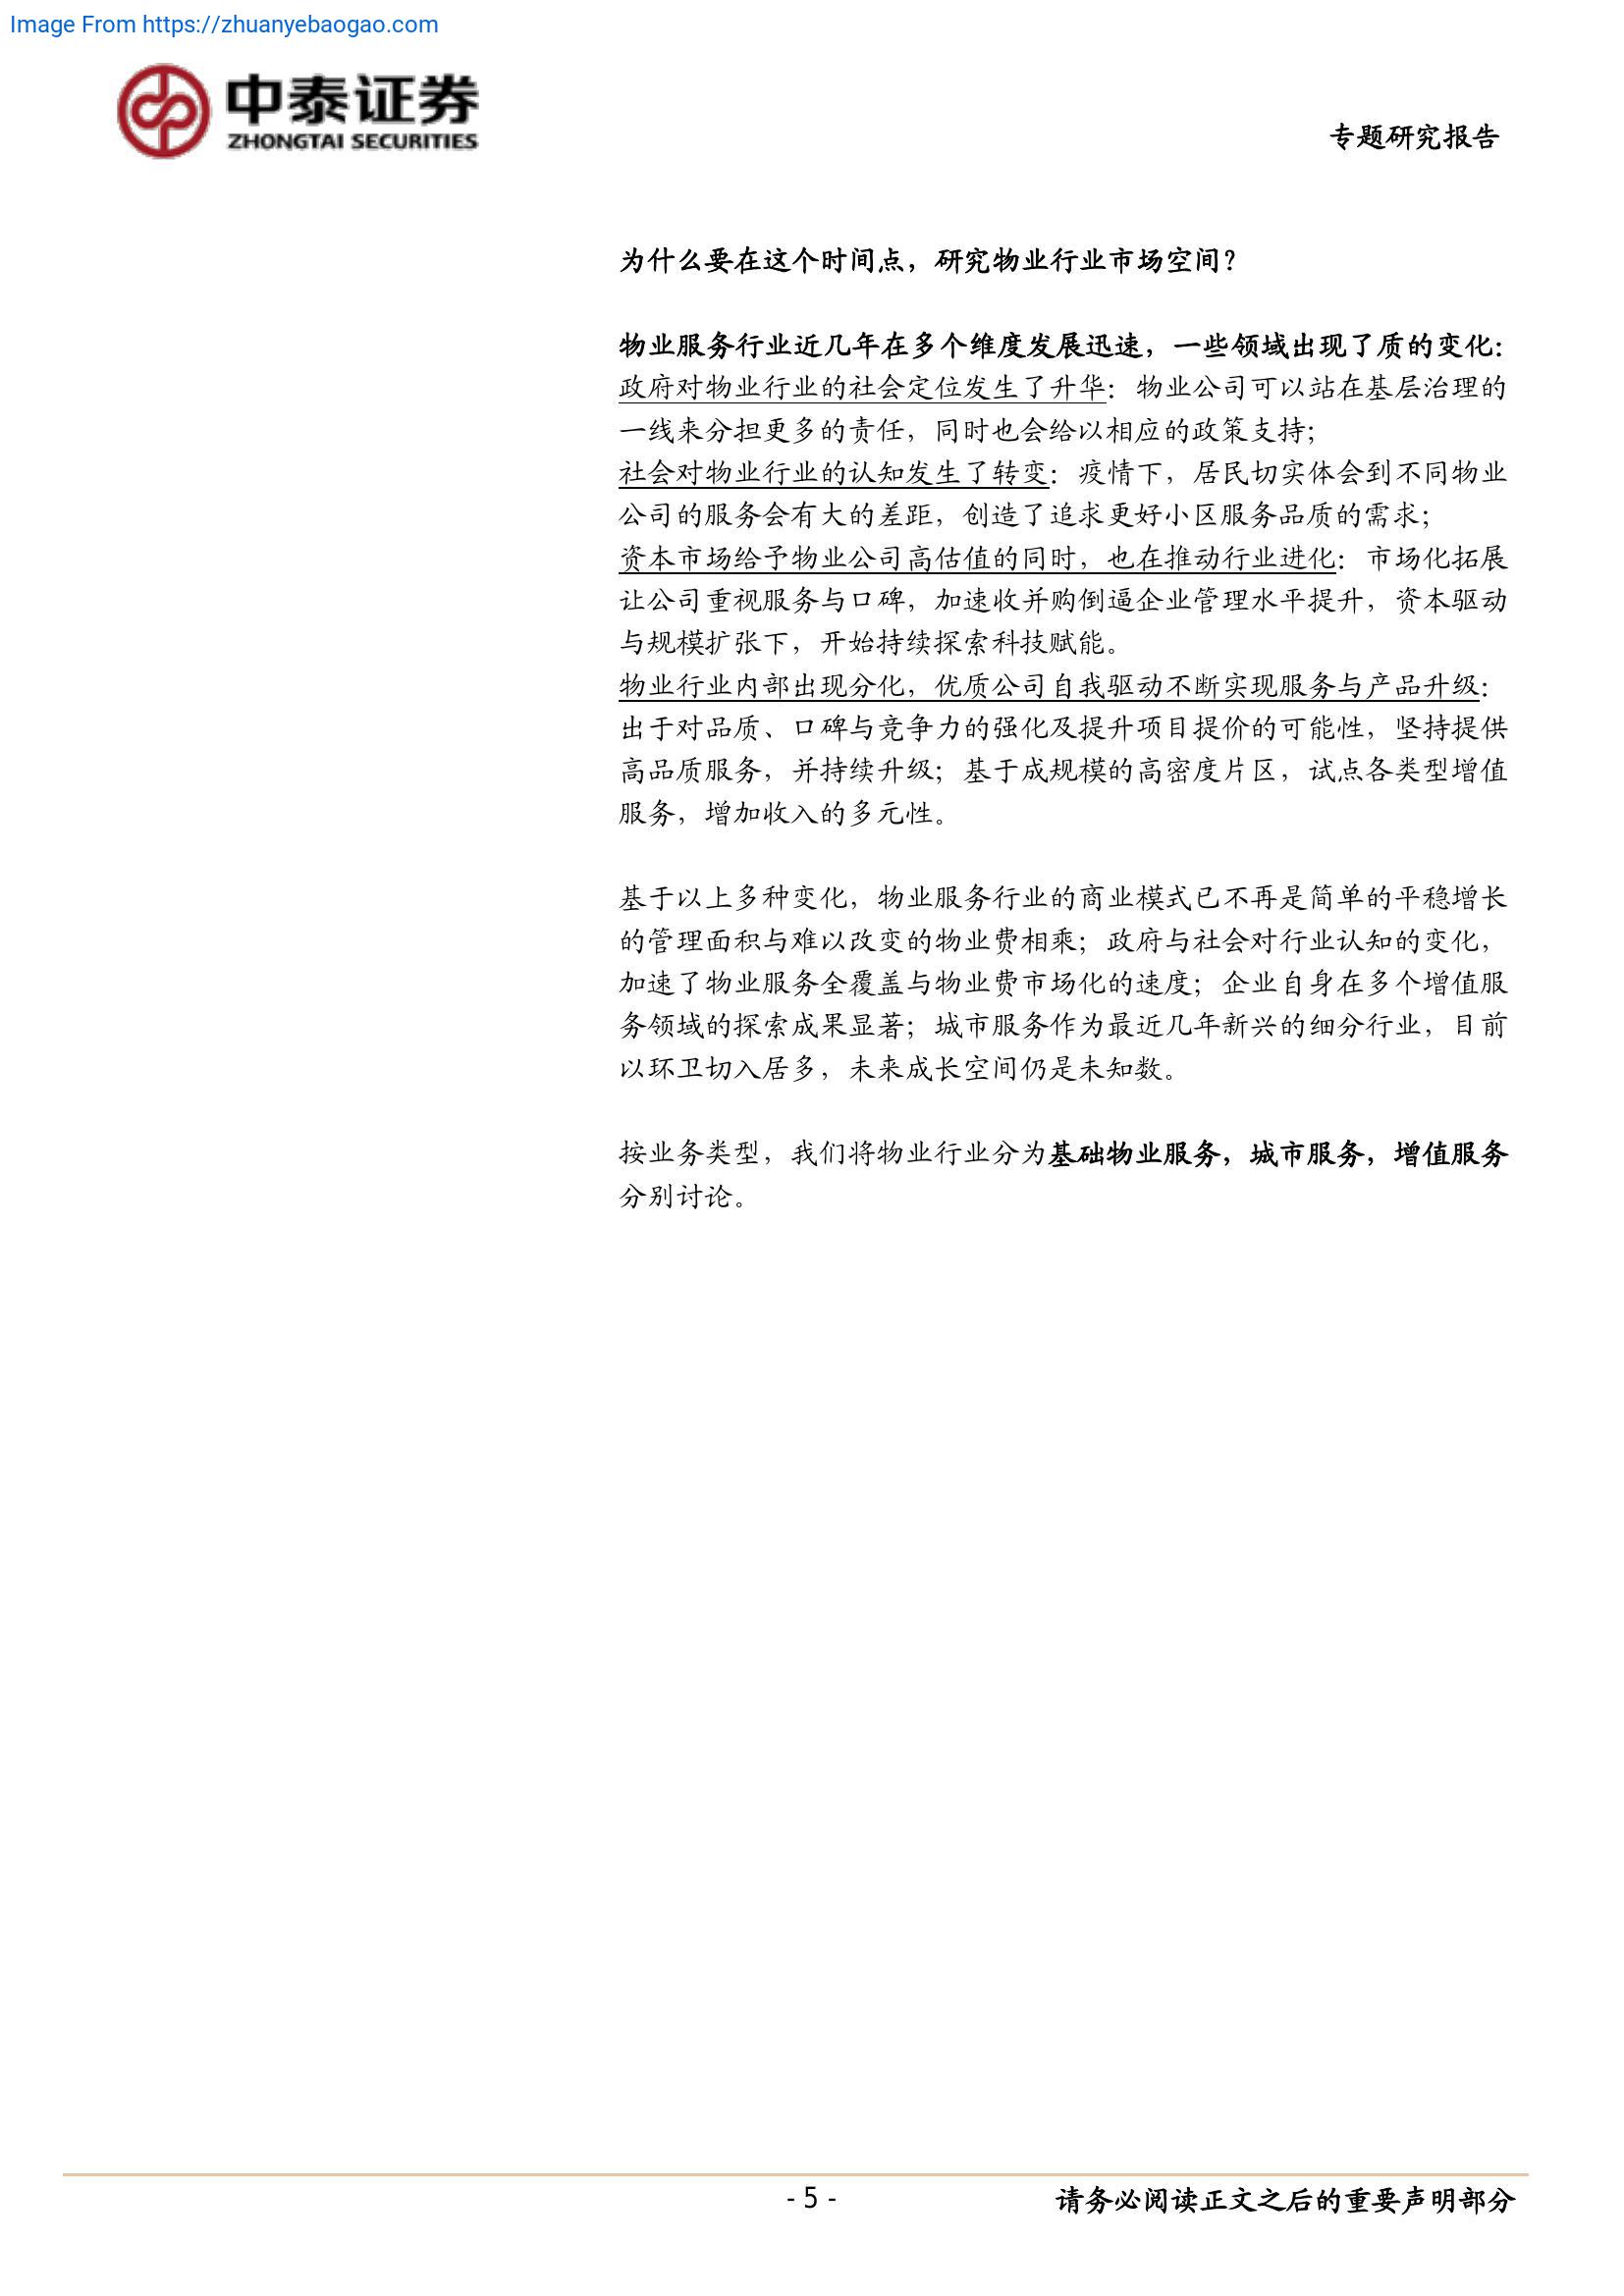 Image From https://zhuanyebaogao.com
中泰证券
ZHONGTAI SECURITIES
专题研究报告
为什么要在这个时间点，研究物业行业市场空间？
物业服务行业近几年在多个维度发展迅速，一些领域出现了质的变化：
政府对物业行业的社会定位发生了升华：物业公司可以站在基层治理的
一线来分担更多的责任，同时也会给以相应的政策支持；
社会对物业行业的认知发生了转变：疫情下，居民切实体会到不同物业
公司的服务会有大的差距，创造了追求更好小区服务品质的需求；
资本市场给予物业公司高估值的同时，也在推动行业进化：市场化拓展
让公司重视服务与口碑，加速收并购倒逼企业管理水平提升，资本驱动
与规模扩张下，开始持续探索科技赋能。
物业行业内部出现分化，优质公司自我驱动不断实现服务与产品升级：
出于对品质、口碑与竞争力的强化及提升项目提价的可能性，坚持提供
高品质服务，并持续升级；基于成规模的高密度片区，试点各类型增值
服务，增加收入的多元性。
基于以上多种变化，物业服务行业的商业模式已不再是简单的平稳增长
的管理面积与难以改变的物业费相乘；政府与社会对行业认知的变化，
加速了物业服务全覆盖与物业费市场化的速度；企业自身在多个增值服
务领域的探索成果显著；城市服务作为最近几年新兴的细分行业，目前
以环卫切入居多，未来成长空间仍是未知数。
按业务类型，我们将物业行业分为基础物业服务，城市服务，增值服务
分别讨论。
- 5 -
请务必阅读正文之后的重要声明部分